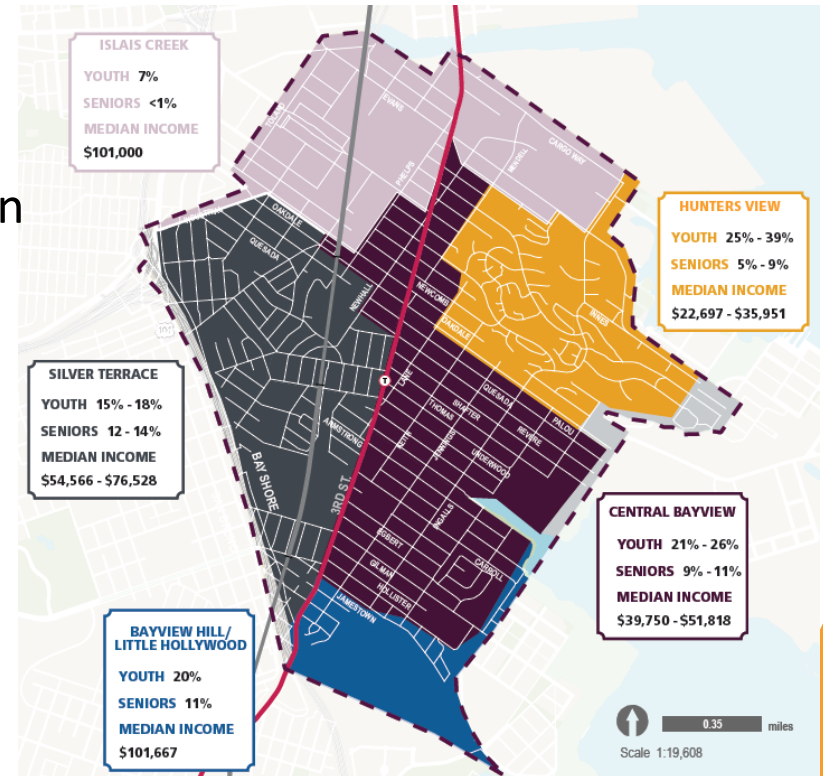 n
ISLAIS CREEK
YOUTH 7%
SENIORS <1%
MEDIAN INCOME
$101,000
HUNTERS VIEW
YOUTH 25% - 39%
SENIORS 5% - 9%
MEDIAN INCOME
$22,697 - $35,951
SILVER TERRACE
YOUTH 15% - 18%
SENIORS 12 - 14%
MEDIAN INCOME
$54,566 - $76,528
CENTRAL BAYVIEW
YOUTH 21% - 26%
SENIORS 9% - 11%
MEDIAN INCOME
$39,750 - $51,818
BAYVIEW HILL/
LITTLE HOLLYWOOD
YOUTH 20%
SENIORS 11%
MEDIAN INCOME
$101,667
TOLAND
EVANS
PHELPS
MENDELL
CARGO WAY
OAKDALE
QUESADA
NEWHALL
NEWCOMB
OAKDALE
INNES
101
T
LANE
QUESADA
SHAFTER
THOMAS
REVERE
PALOU
ARMSTRONG
KEITH
JENNINGS
UNDERWOOD
BAY SHORE
3RD ST.
INGALLS
EGBERT
CARROLL
GILMAN
HOLLISTER
JAMESTOWN
0.35 miles
Scale 1:19,608